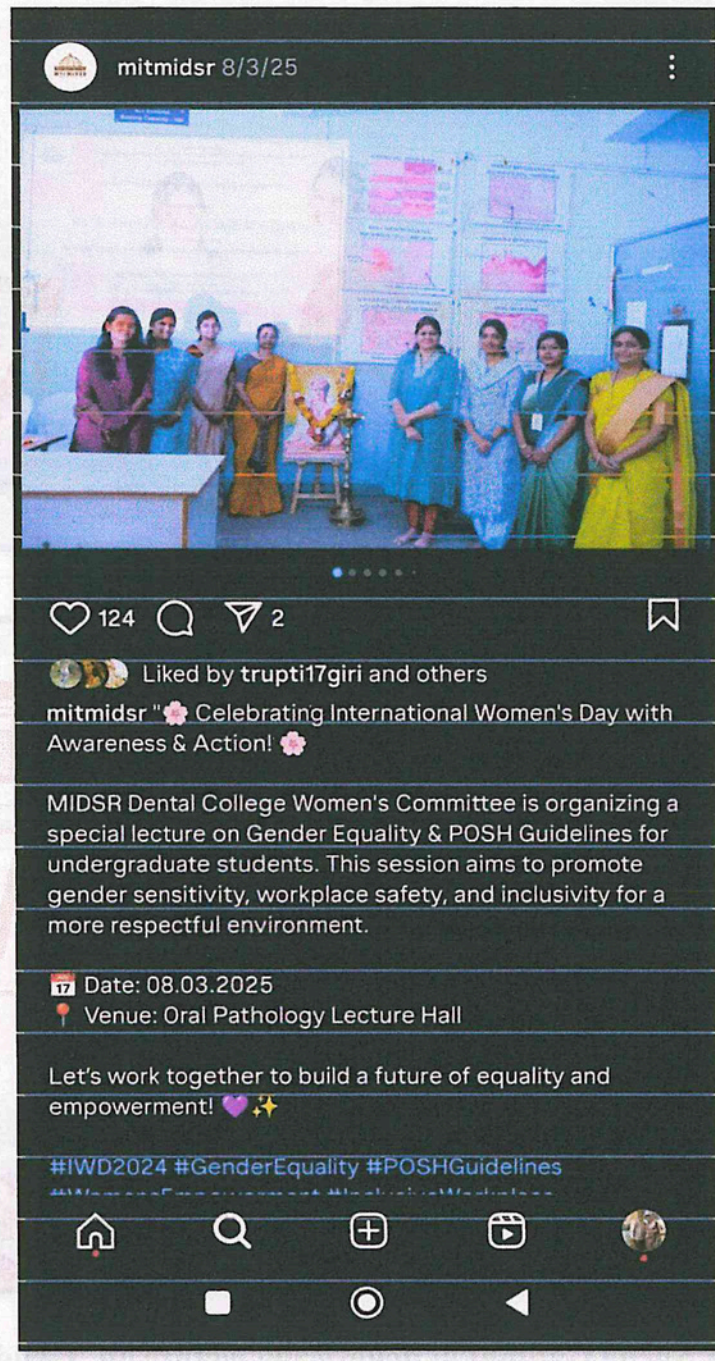 mitmidsr 8/3/25
124 2
Liked by trupti17giri and others
mitmidsr "🌸 Celebrating International Women's Day with
Awareness & Action! 🌸
MIDSR Dental College Women's Committee is organizing a
special lecture on Gender Equality & POSH Guidelines for
undergraduate students. This session aims to promote
gender sensitivity, workplace safety, and inclusivity for a
more respectful environment.
📅 Date: 08.03.2025
📍 Venue: Oral Pathology Lecture Hall
Let's work together to build a future of equality and
empowerment! 💜✨
#IWD2024 #GenderEquality #POSHGuidelines
#WomensEmpowerment #InclusiveWorkplace